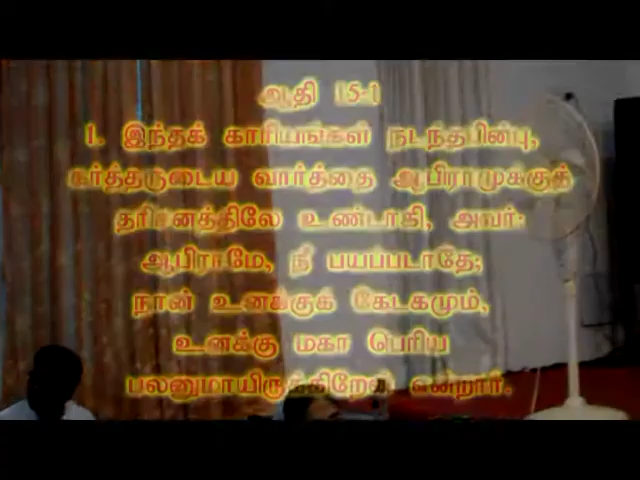 ஆதி 15-1
1. இந்தக் காரியங்கள் நடந்தபின்பு,
கர்த்தருடைய வார்த்தை ஆபிராமுக்குத்
தரிசனத்திலே உண்டாகி, அவர்:
ஆபிராமே, நீ பயப்படாதே;
நான் உனக்குக் கேடகமும்,
உனக்கு மகா பெரிய
பலனுமாயிருக்கிறேன் என்றார்.